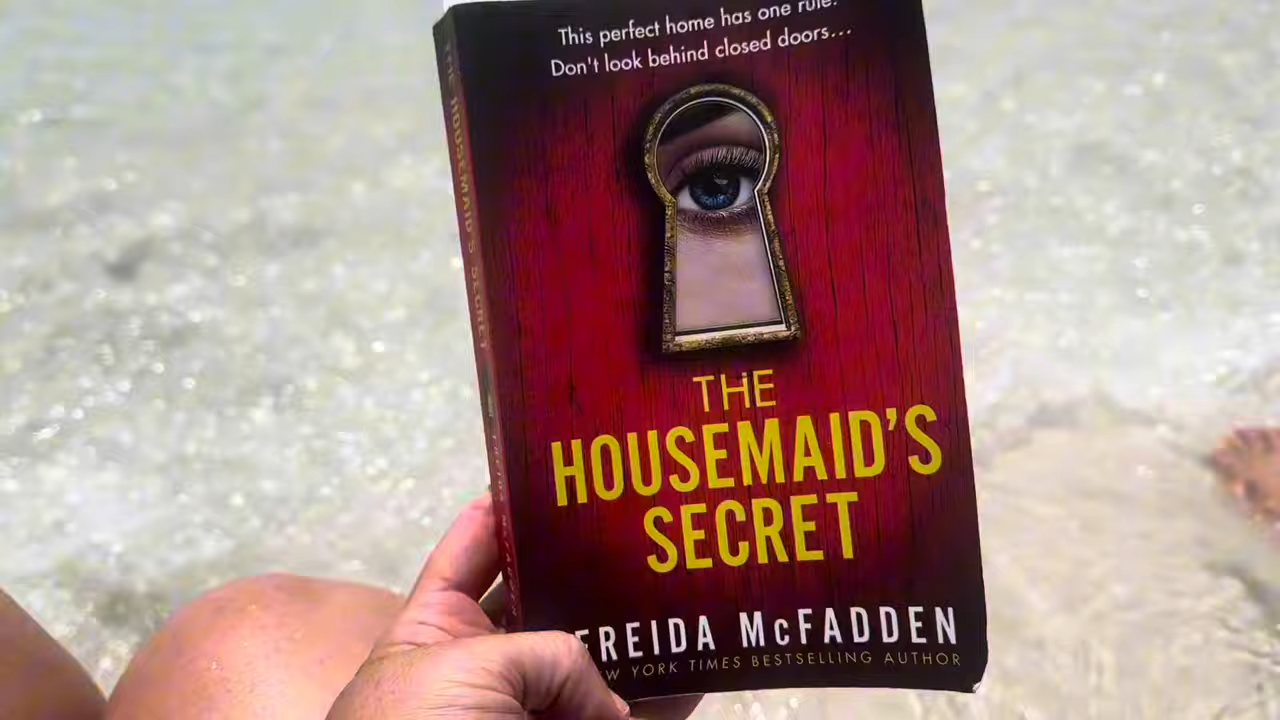 This perfect home has one rule.
Don't look behind closed doors...
THE
HOUSEMAID'S
SECRET
FREIDA McFADDEN
YORK TIMES BESTSELLING AUTHOR
THE HOUSEMAID'S SECRET